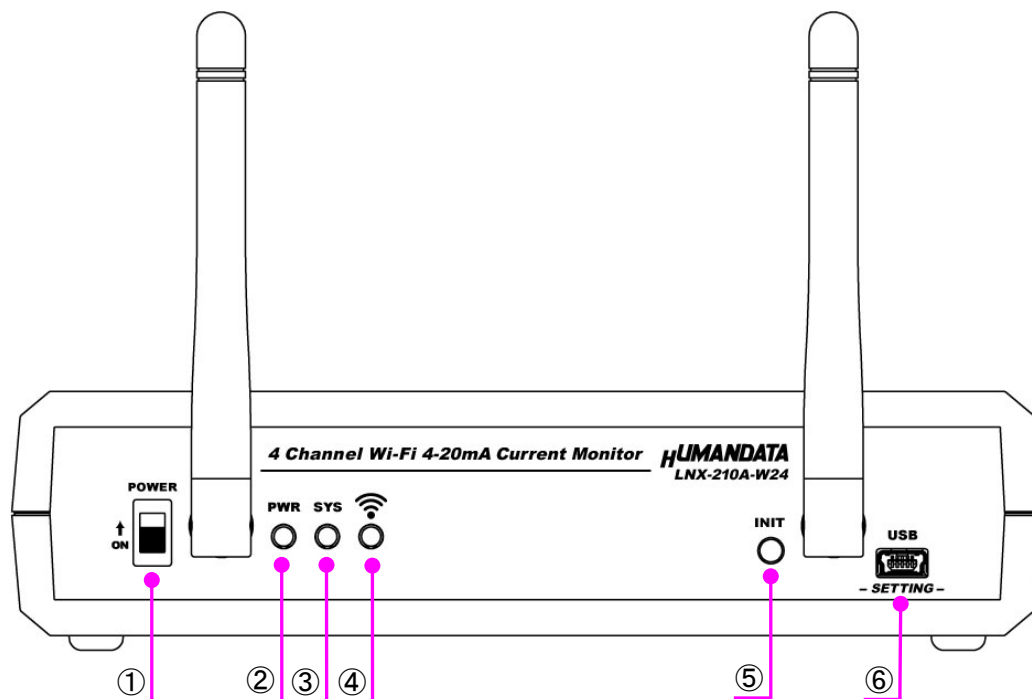 4 Channel Wi-Fi 4-20mA Current Monitor
HUMANDATA
LNX-210A-W24
POWER
↑
ON
PWR
SYS
INIT
USB
– SETTING –
①
②
③
④
⑤
⑥